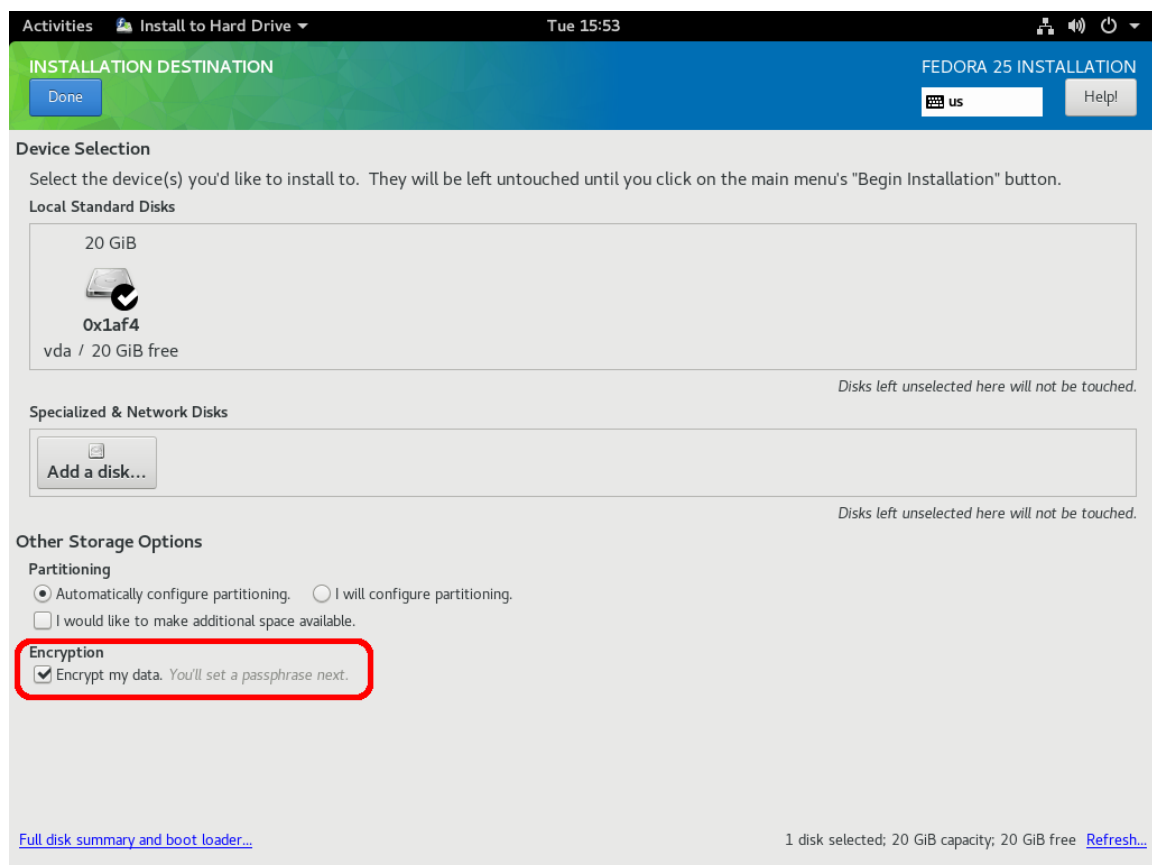 Activities Install to Hard Drive Tue 15:53
INSTALLATION DESTINATION FEDORA 25 INSTALLATION
Done us Help!
Device Selection
Select the device(s) you'd like to install to. They will be left untouched until you click on the main menu's "Begin Installation" button.
Local Standard Disks
20 GiB
0x1af4
vda / 20 GiB free
Disks left unselected here will not be touched.
Specialized & Network Disks
Add a disk...
Disks left unselected here will not be touched.
Other Storage Options
Partitioning
Automatically configure partitioning. I will configure partitioning.
I would like to make additional space available.
Encryption
Encrypt my data. You'll set a passphrase next.
Full disk summary and boot loader... 1 disk selected; 20 GiB capacity; 20 GiB free Refresh...